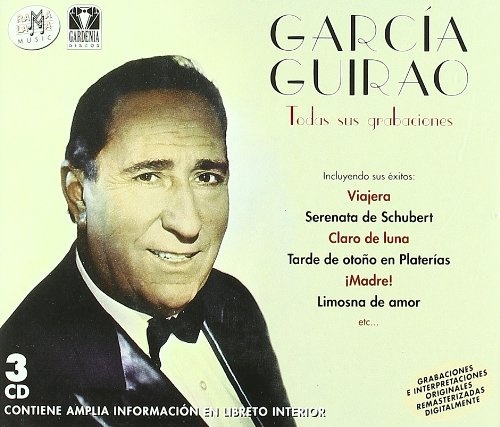 RAMA
LAMA
MUSIC
GARDENIA
DISCOS
GARCÍA
GUIRAO
Todas sus grabaciones
Incluyendo sus éxitos:
Viajera
Serenata de Schubert
Claro de luna
Tarde de otoño en Platerías
¡Madre!
Limosna de amor
etc...
3
CD
CONTIENE AMPLIA INFORMACIÓN EN LIBRETO INTERIOR
GRABACIONES
E INTERPRETACIONES
ORIGINALES
REMASTERIZADAS
DIGITALMENTE